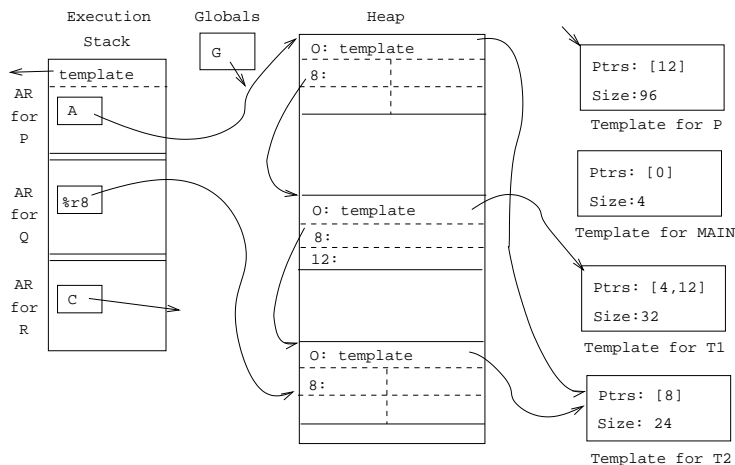 Execution
Stack
Globals
Heap
AR
for
P
template
A
AR
for
Q
%r8
AR
for
R
C
G
O: template
8:
O: template
8:
12:
O: template
8:
Ptrs: [12]
Size:96
Template for P
Ptrs: [0]
Size:4
Template for MAIN
Ptrs: [4,12]
Size:32
Template for T1
Ptrs: [8]
Size: 24
Template for T2